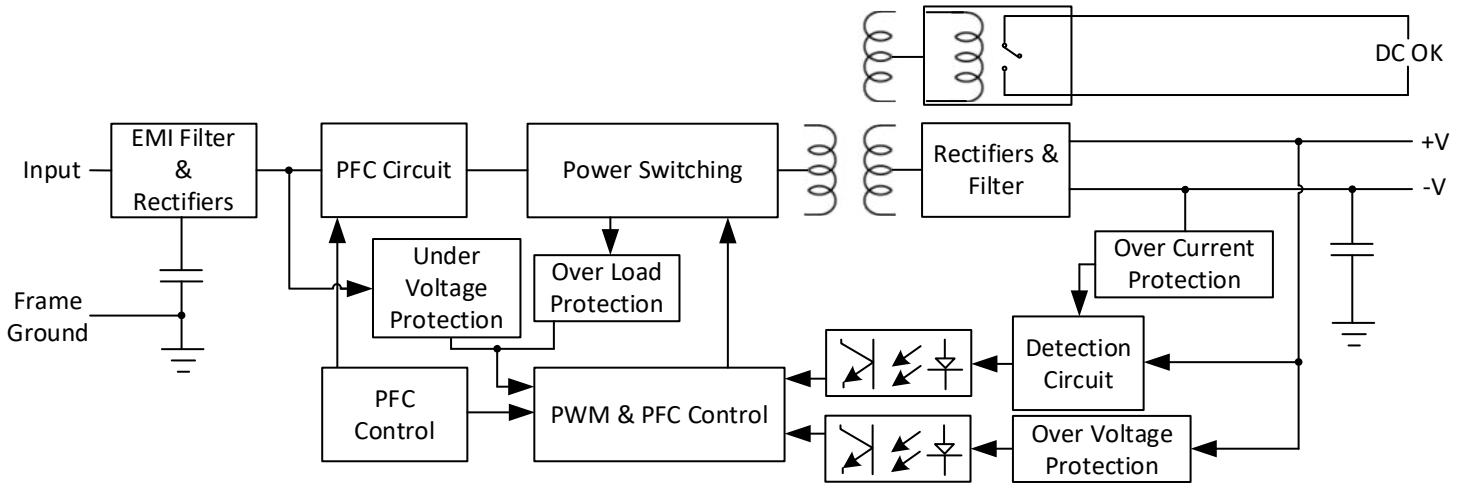 DC OK
EMI Filter
&
Rectifiers
Input
PFC Circuit
Power Switching
Rectifiers &
Filter
+V
-V
Under
Voltage
Protection
Over Load
Protection
Over Current
Protection
Frame
Ground
Detection
Circuit
PFC
Control
PWM & PFC Control
Over Voltage
Protection